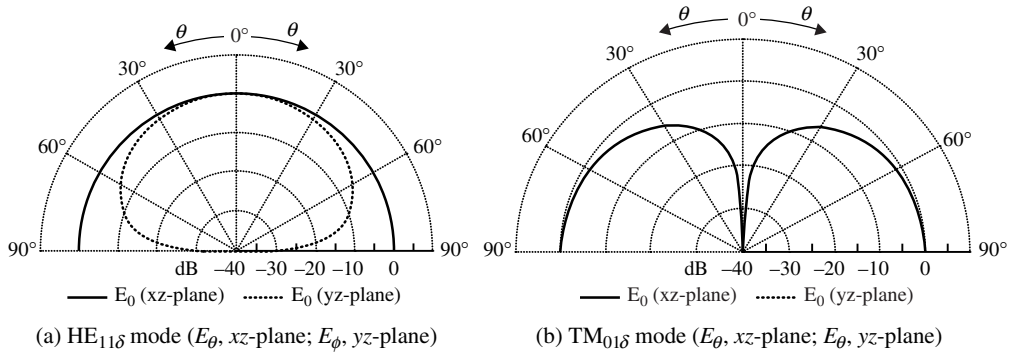 θ 0° θ
30° 30°
60° 60°
90° 90°
dB −40 −30 −20 −10 0
E₀ (xz-plane) E₀ (yz-plane)
(a) HE₁₁δ mode (Eθ, xz-plane; Eϕ, yz-plane)
θ 0° θ
30° 30°
60° 60°
90° 90°
dB −40 −30 −20 −10 0
E₀ (xz-plane) E₀ (yz-plane)
(b) TM₀₁δ mode (Eθ, xz-plane; Eθ, yz-plane)